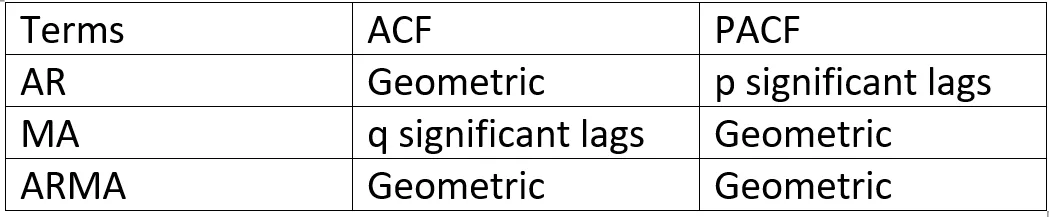 Terms ACF PACF
AR Geometric p significant lags
MA q significant lags Geometric
ARMA Geometric Geometric